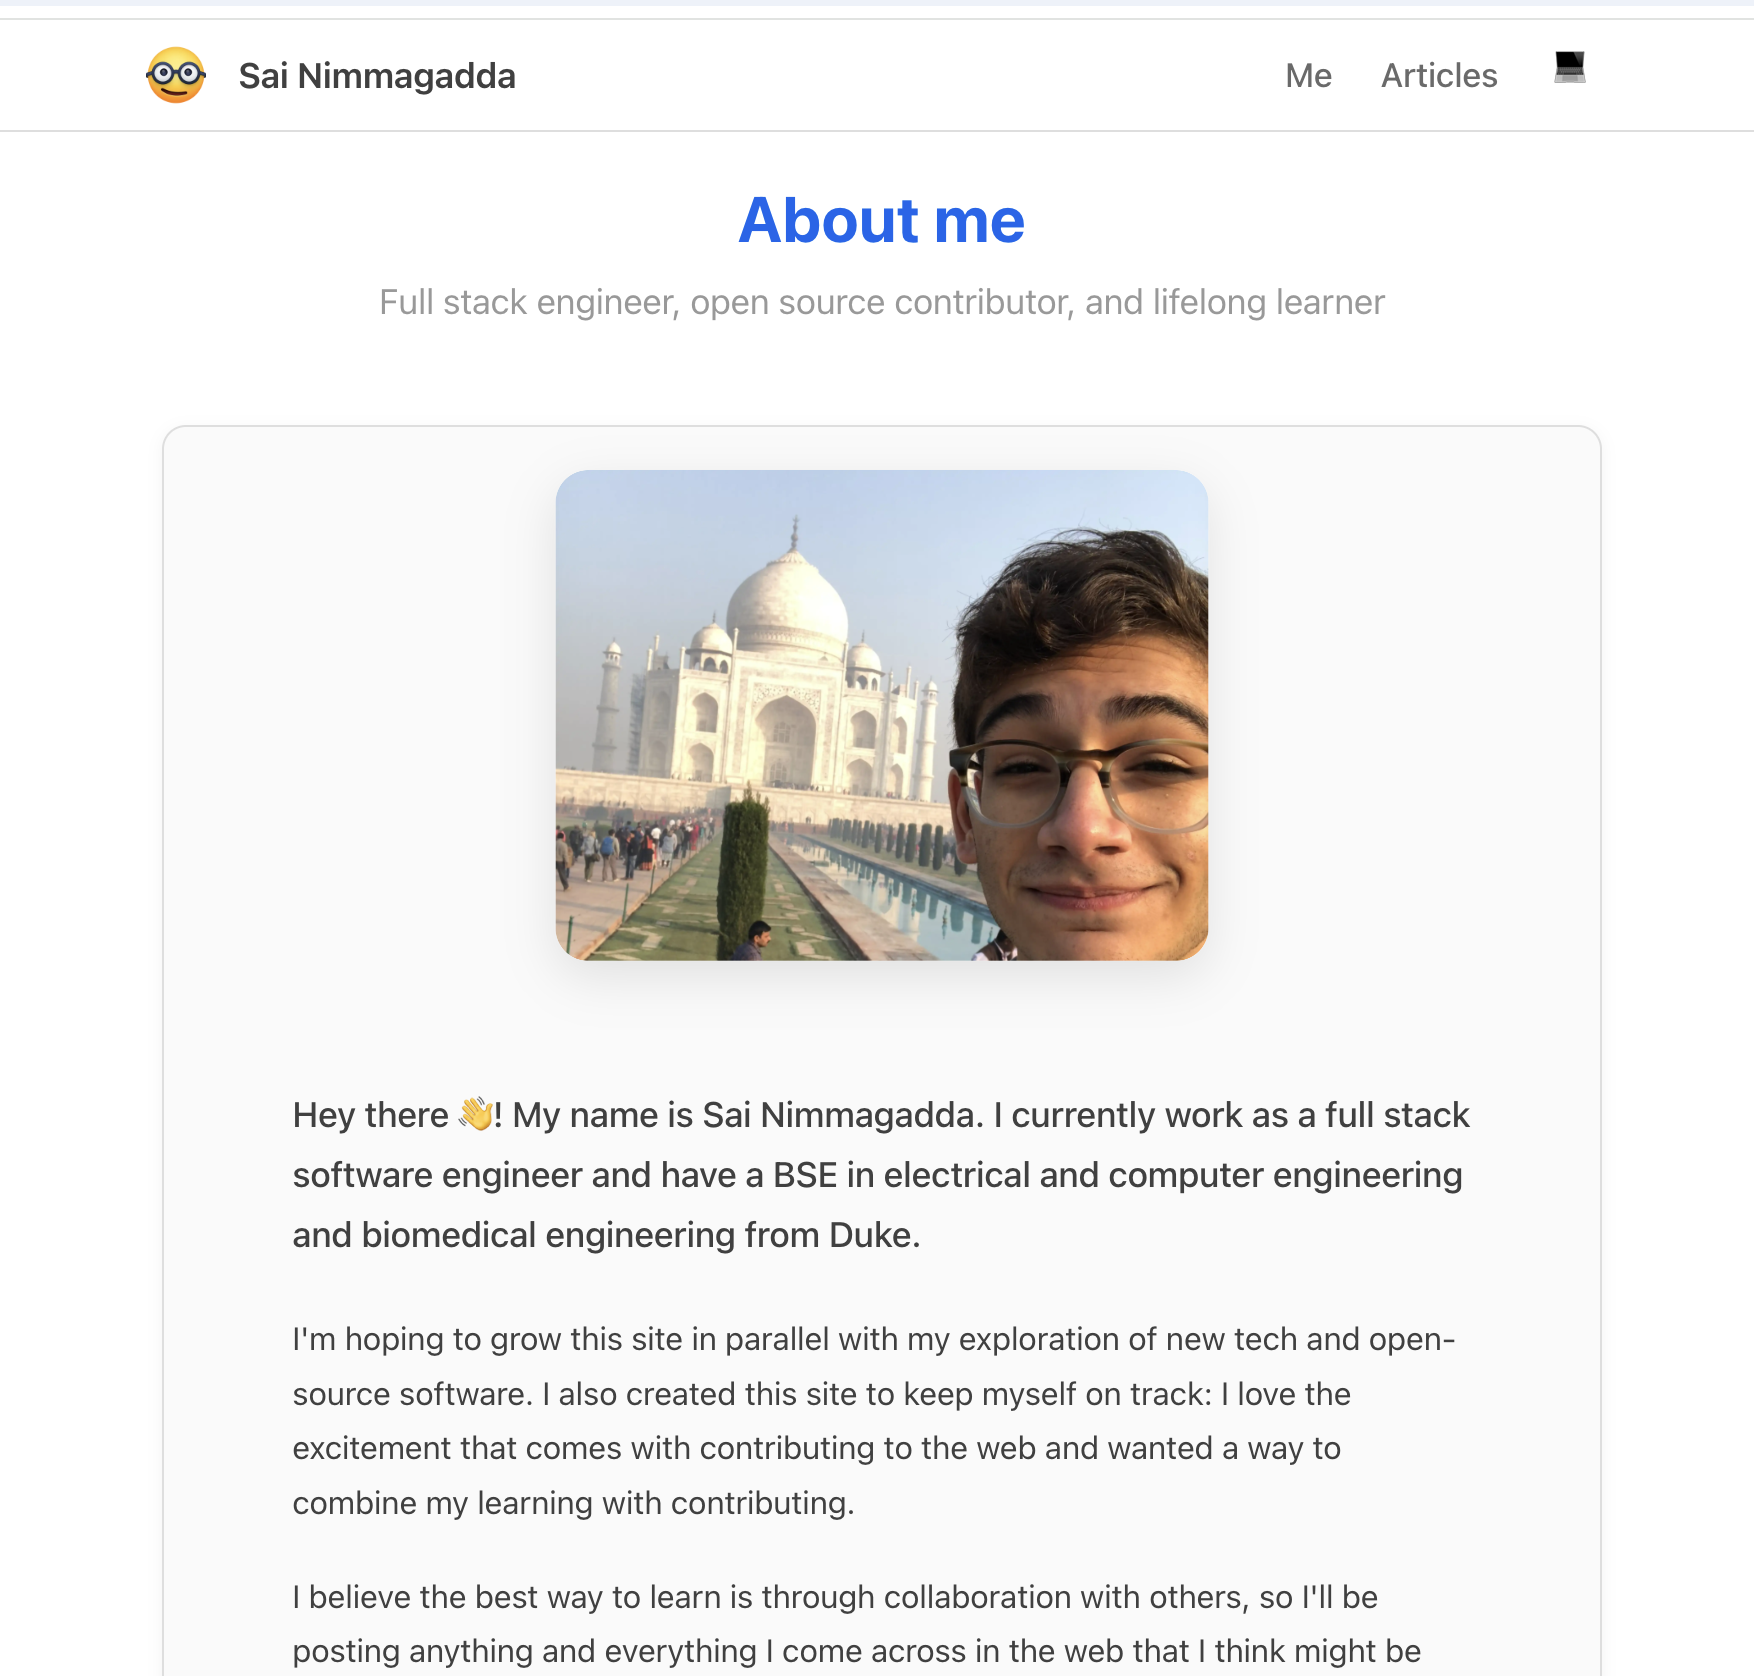 Sai Nimmagadda
Me
Articles
About me
Full stack engineer, open source contributor, and lifelong learner
Hey there 👋! My name is Sai Nimmagadda. I currently work as a full stack
software engineer and have a BSE in electrical and computer engineering
and biomedical engineering from Duke.
I'm hoping to grow this site in parallel with my exploration of new tech and open-
source software. I also created this site to keep myself on track: I love the
excitement that comes with contributing to the web and wanted a way to
combine my learning with contributing.
I believe the best way to learn is through collaboration with others, so I'll be
posting anything and everything I come across in the web that I think might be